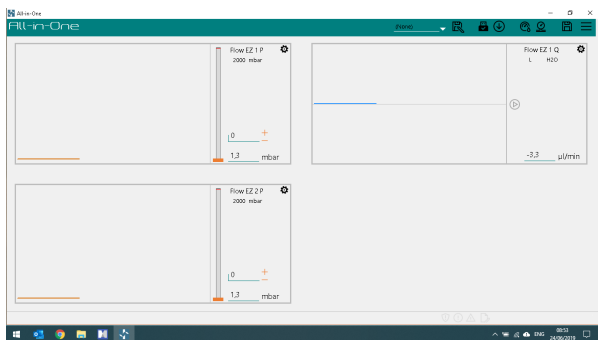 All-in-One
All-In-One
(None)
Flow EZ 1 P
2000 mbar
0
1,3 mbar
Flow EZ 1 Q
L H2O
-3,3 µl/min
Flow EZ 2 P
2000 mbar
0
1,3 mbar
ENG
08:53
24/06/2019